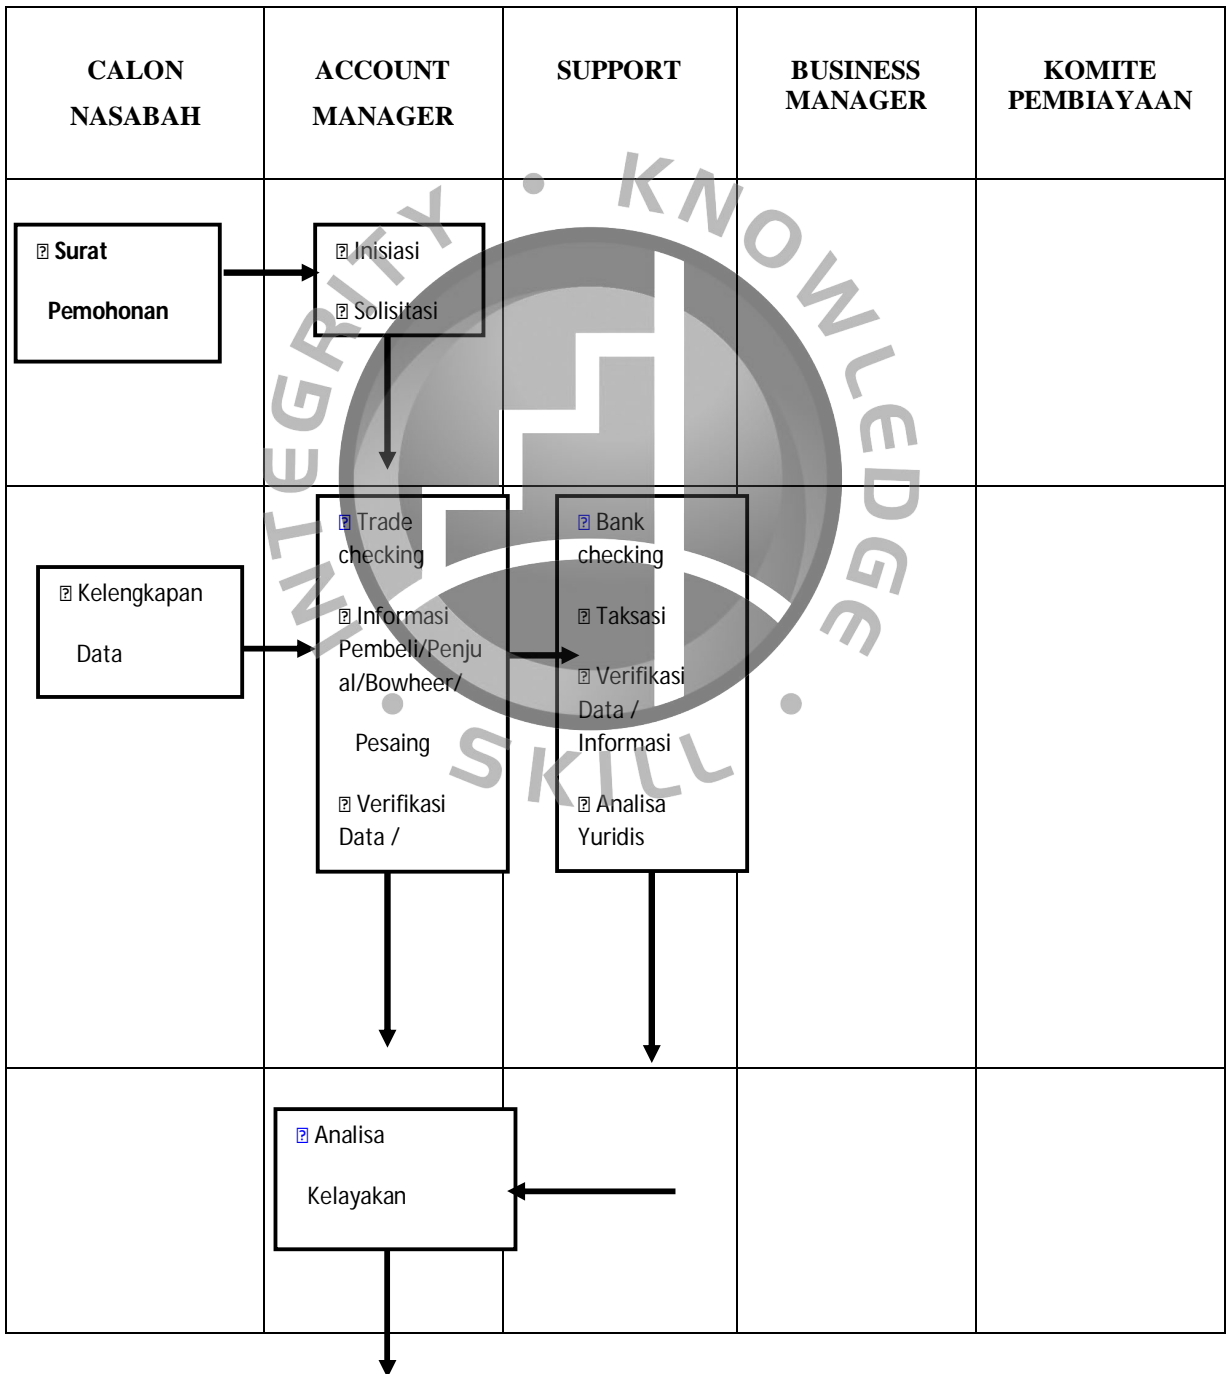 CALON
NASABAH
ACCOUNT
MANAGER
SUPPORT
BUSINESS
MANAGER
KOMITE
PEMBIAYAAN
INTEGRITY • KNOWLEDGE • SKILL •
Surat
Pemohonan
Inisiasi
Solisitasi
Kelengkapan
Data
Trade
checking
Informasi
Pembeli/Penju
al/Bowheer/
Pesaing
Verifikasi
Data /
Bank
checking
Taksasi
Verifikasi
Data /
Informasi
Analisa
Yuridis
Analisa
Kelayakan